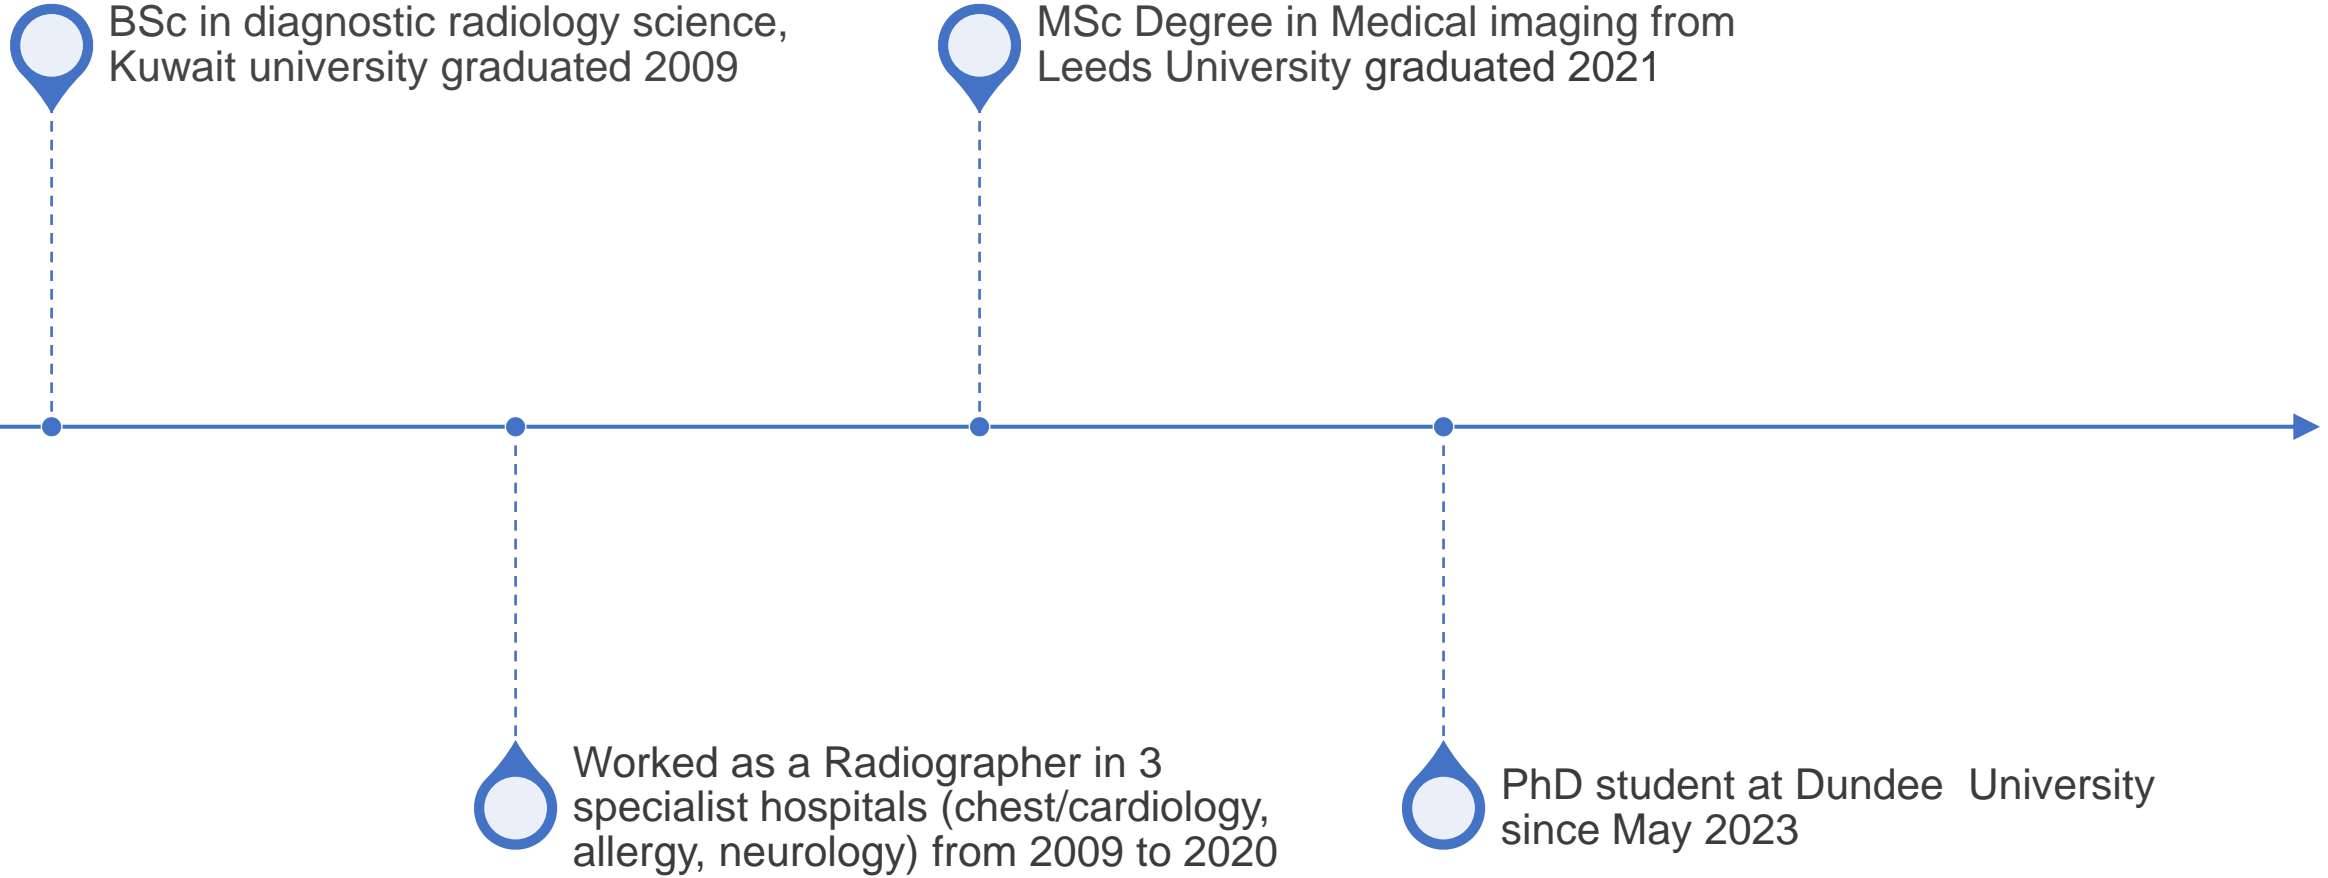 BSc in diagnostic radiology science,
Kuwait university graduated 2009
MSc Degree in Medical imaging from
Leeds University graduated 2021
Worked as a Radiographer in 3
specialist hospitals (chest/cardiology,
allergy, neurology) from 2009 to 2020
PhD student at Dundee  University
since May 2023